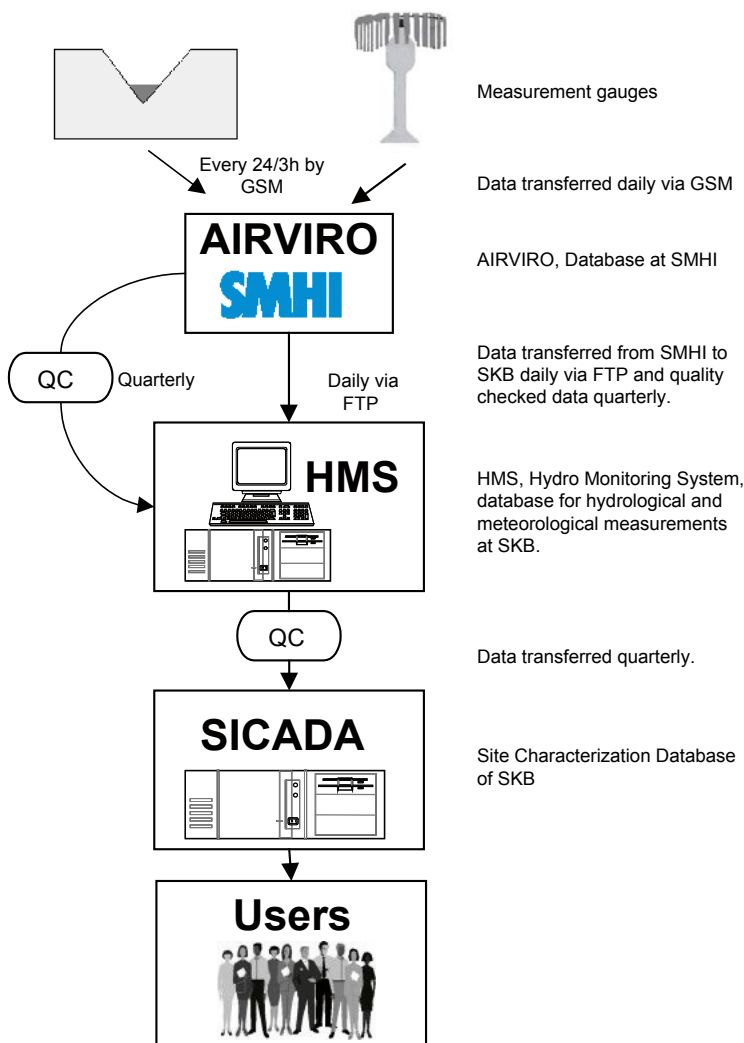 Measurement gauges
Every 24/3h by
GSM
Data transferred daily via GSM
AIRVIRO
SMHI
AIRVIRO, Database at SMHI
QC
Quarterly
Daily via
FTP
Data transferred from SMHI to
SKB daily via FTP and quality
checked data quarterly.
HMS
HMS, Hydro Monitoring System,
database for hydrological and
meteorological measurements
at SKB.
QC
Data transferred quarterly.
SICADA
Site Characterization Database
of SKB
Users